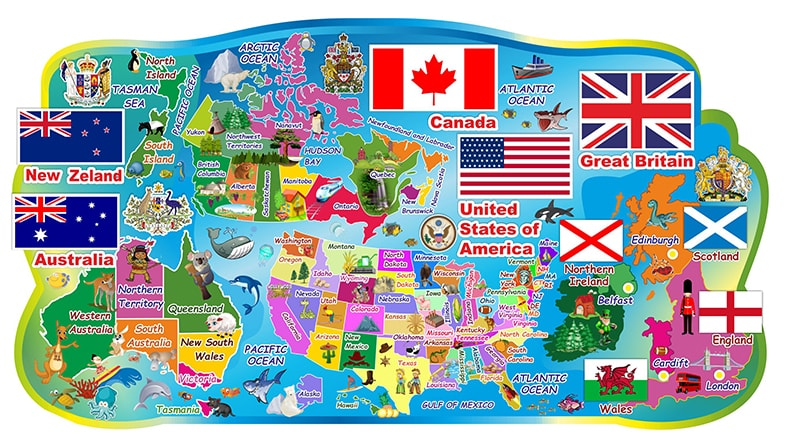 North
Island
TASMAN
SEA
PACIFIC OCEAN
South
Island
New Zeland
Australia
Northern
Territory
Queensland
Western
Australia
South
Australia
New South
Wales
Victoria
Tasmania
ARCTIC
OCEAN
Yukon
Northwest
Territories
Nunavut
British
Columbia
Alberta
Saskatchewan
Manitoba
HUDSON
BAY
Ontario
Quebec
Newfoundland and Labrador
New
Brunswick
Nova Scotia
Canada
ATLANTIC
OCEAN
United
States of
America
Washington
Oregon
Montana
Idaho
Wyoming
North
Dakota
South
Dakota
Minnesota
Wisconsin
Michigan
Iowa
Nevada
Utah
Colorado
Nebraska
Kansas
California
Arizona
New
Mexico
Oklahoma
Texas
Missouri
Arkansas
Louisiana
Indiana
Ohio
Kentucky
Tennessee
West
Virginia
Virginia
North Carolina
South
Carolina
Florida
Pennsylvania
New
York
Vermont
Maine
NH
MA
CT RI
Alaska
Hawaii
PACIFIC
OCEAN
GULF OF MEXICO
ATLANTIC
OCEAN
Great Britain
Edinburgh
Scotland
Northern
Ireland
Belfast
England
Cardiff
London
Wales